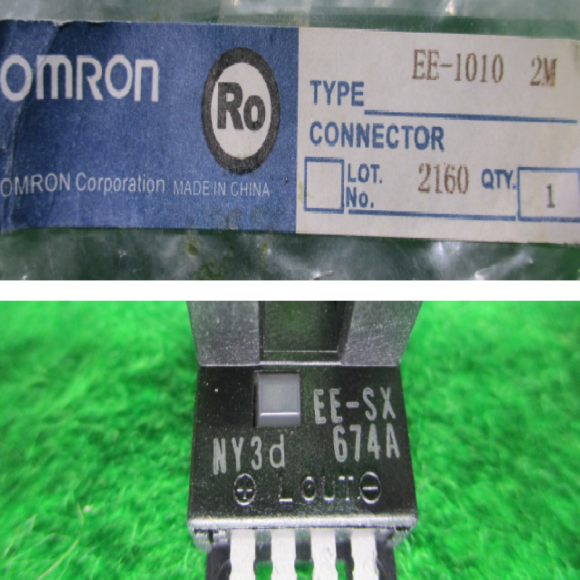 OMRON
Ro
OMRON Corporation MADE IN CHINA
TYPE EE-1010 2M
CONNECTOR
LOT. No. 2160 QTY. 1
EE-SX
NY3d 674A
⊕ L OUT ⊖